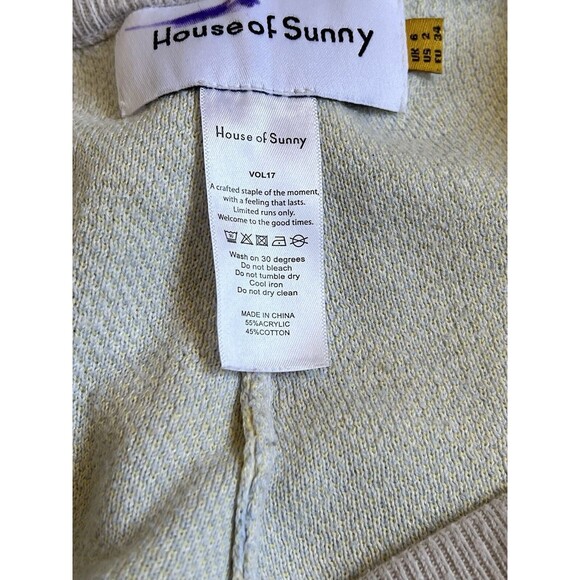 House of Sunny
UK 6
US 2
EU 34
House of Sunny
VOL17
A crafted staple of the moment,
with a feeling that lasts.
Limited runs only.
Welcome to the good times.
Wash on 30 degrees
Do not bleach
Do not tumble dry
Cool iron
Do not dry clean
MADE IN CHINA
55%ACRYLIC
45%COTTON